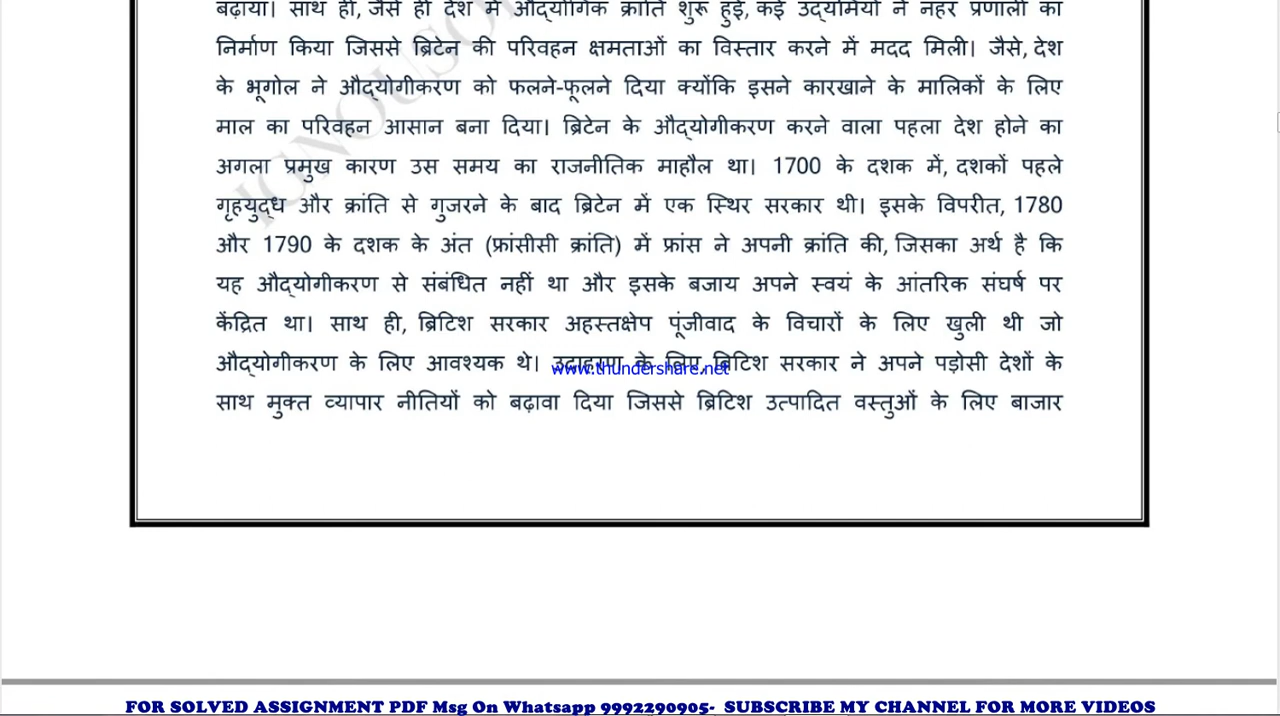 बढ़ाया। साथ ही, जैसे ही देश में औद्योगिक क्रांति शुरू हुई, कई उद्यमियों ने नहर प्रणाली का
निर्माण किया जिससे ब्रिटेन की परिवहन क्षमताओं का विस्तार करने में मदद मिली। जैसे, देश
के भूगोल ने औद्योगीकरण को फलने-फूलने दिया क्योंकि इसने कारखाने के मालिकों के लिए
माल का परिवहन आसान बना दिया। ब्रिटेन के औद्योगीकरण करने वाला पहला देश होने का
अगला प्रमुख कारण उस समय का राजनीतिक माहौल था। 1700 के दशक में, दशकों पहले
गृहयुद्ध और क्रांति से गुजरने के बाद ब्रिटेन में एक स्थिर सरकार थी। इसके विपरीत, 1780
और 1790 के दशक के अंत (फ्रांसीसी क्रांति) में फ्रांस ने अपनी क्रांति की, जिसका अर्थ है कि
यह औद्योगीकरण से संबंधित नहीं था और इसके बजाय अपने स्वयं के आंतरिक संघर्ष पर
केंद्रित था। साथ ही, ब्रिटिश सरकार अहस्तक्षेप पूंजीवाद के विचारों के लिए खुली थी जो
औद्योगीकरण के लिए आवश्यक थे। उदाहरण के लिए, ब्रिटिश सरकार ने अपने पड़ोसी देशों के
www.thundershare.net
साथ मुक्त व्यापार नीतियों को बढ़ावा दिया जिससे ब्रिटिश उत्पादित वस्तुओं के लिए बाजार
FOR SOLVED ASSIGNMENT PDF Msg On Whatsapp 9992290905- SUBSCRIBE MY CHANNEL FOR MORE VIDEOS